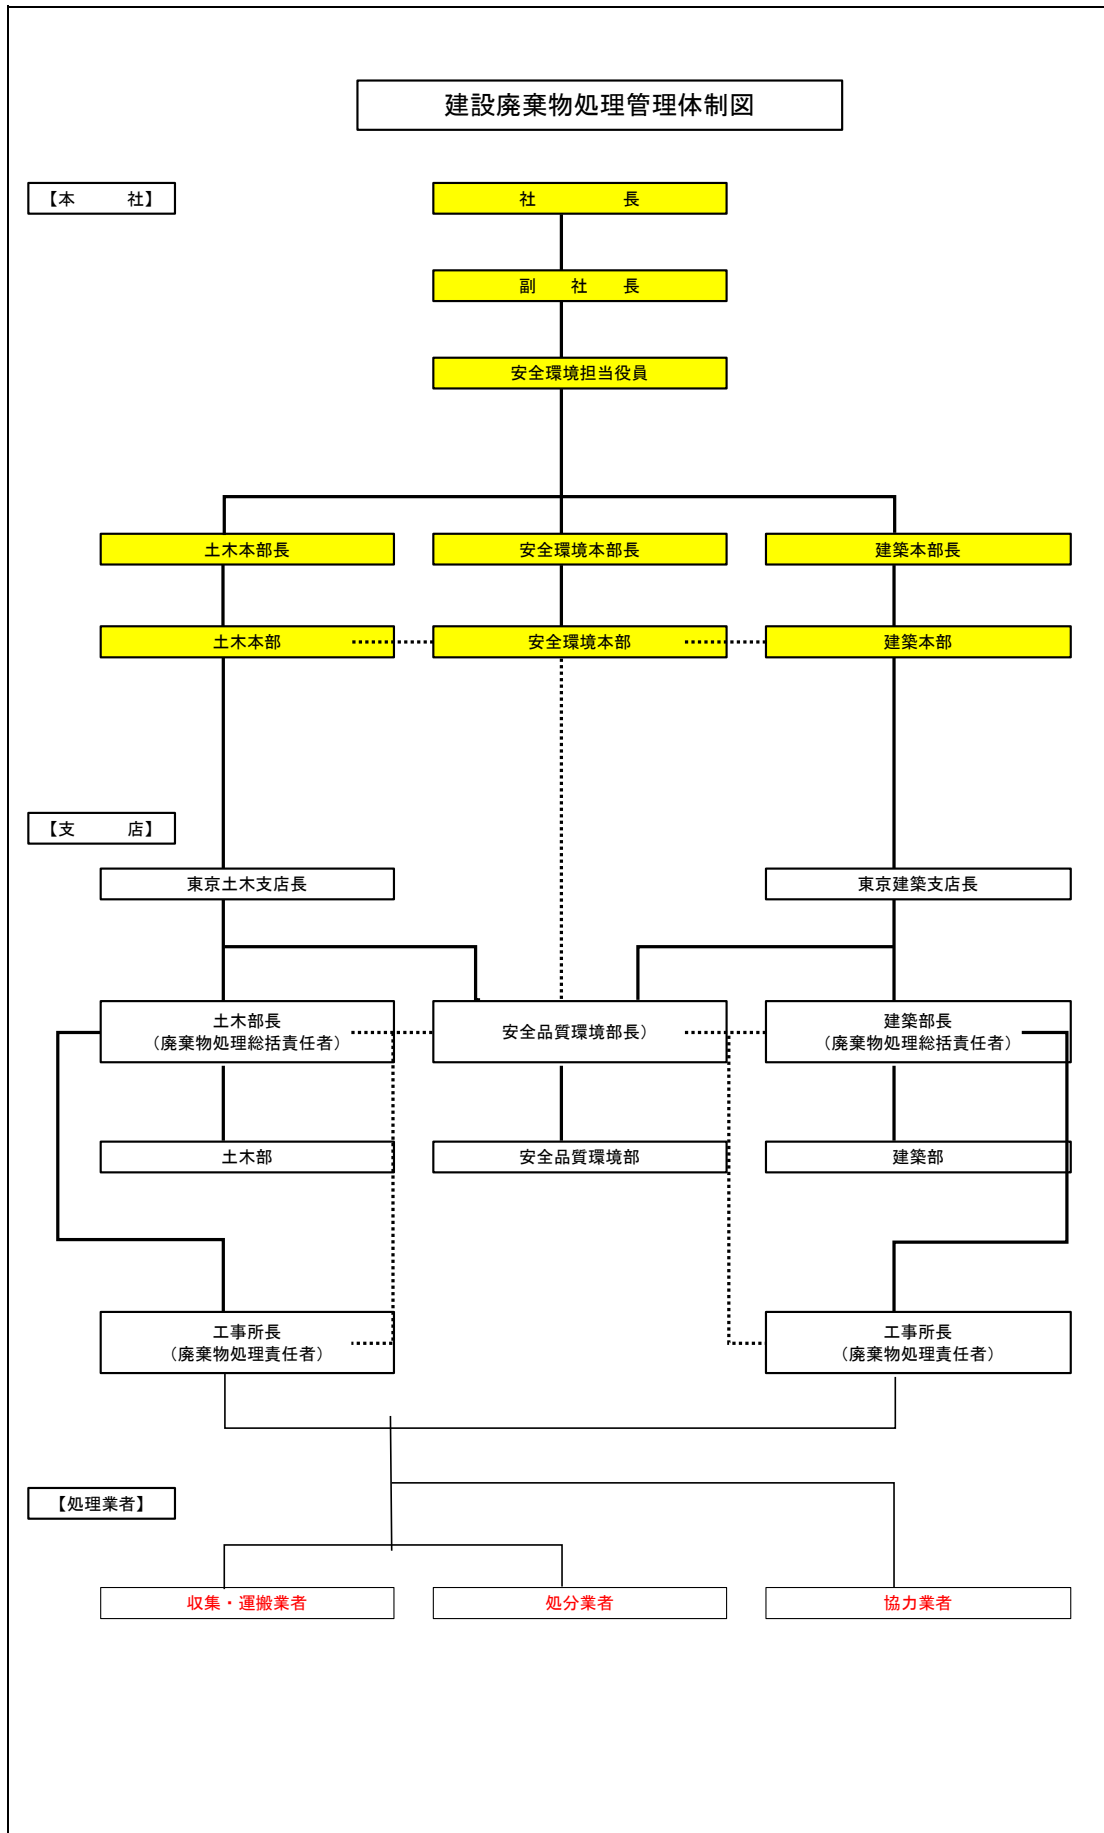 建設廃棄物処理管理体制図
【本　　　社】
社　　　　　長
副　　社　　長
安全環境担当役員
土木本部長
安全環境本部長
建築本部長
土木本部
安全環境本部
建築本部
【支　　　店】
東京土木支店長
東京建築支店長
土木部長
（廃棄物処理総括責任者）
安全品質環境部長）
建築部長
（廃棄物処理総括責任者）
土木部
安全品質環境部
建築部
工事所長
（廃棄物処理責任者）
工事所長
（廃棄物処理責任者）
【処理業者】
収集・運搬業者
処分業者
協力業者